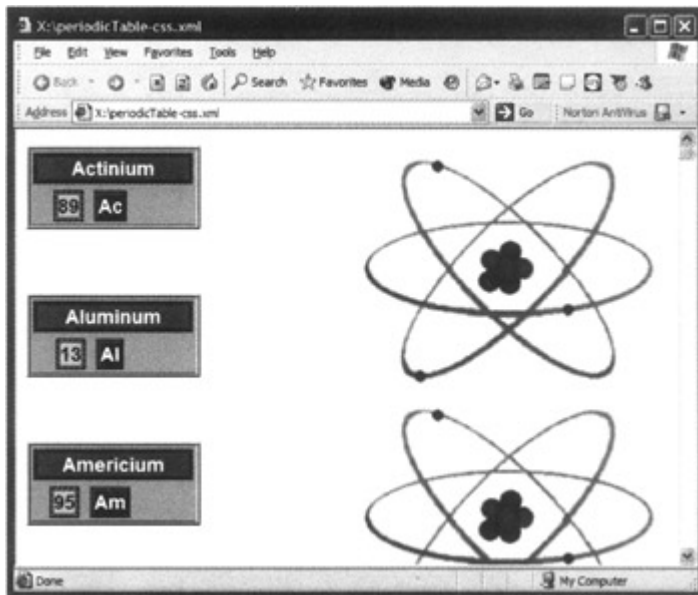 X:\periodicTable-css.xml
File Edit View Favorites Tools Help
Back Search Favorites Media
Address X:\periodicTable-css.xml Go Norton AntiVirus
Actinium
89 Ac
Aluminum
13 Al
Americium
95 Am
Done My Computer